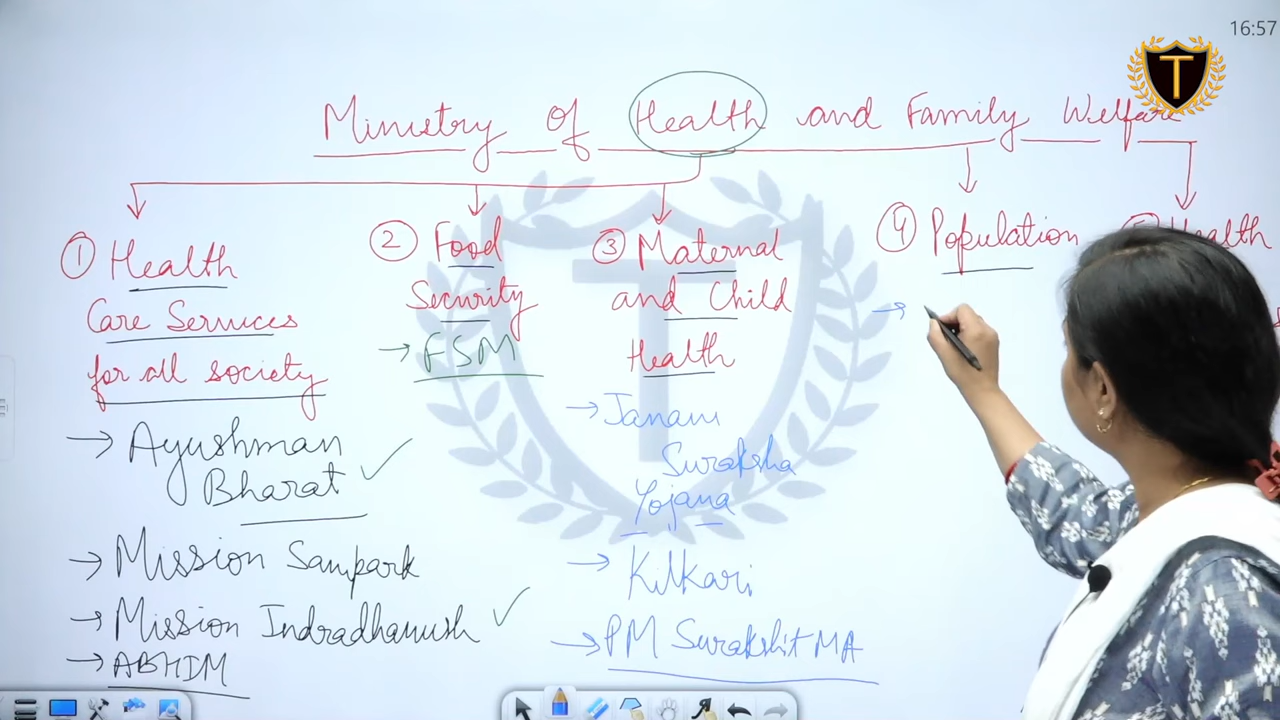 16:57
T
Ministry of Health and Family Welfare
① Health
Care Services
for all society
→ Ayushman
Bharat ✓
→ Mission Sampark
→ Mission Indradhanush ✓
→ ABHIM
② Food
Security
→ FSM
③ Maternal
and Child
Health
→ Janani
Suraksha
Yojana
→ Kilkari
→ PM Surakshit MA
④ Population
→
Health